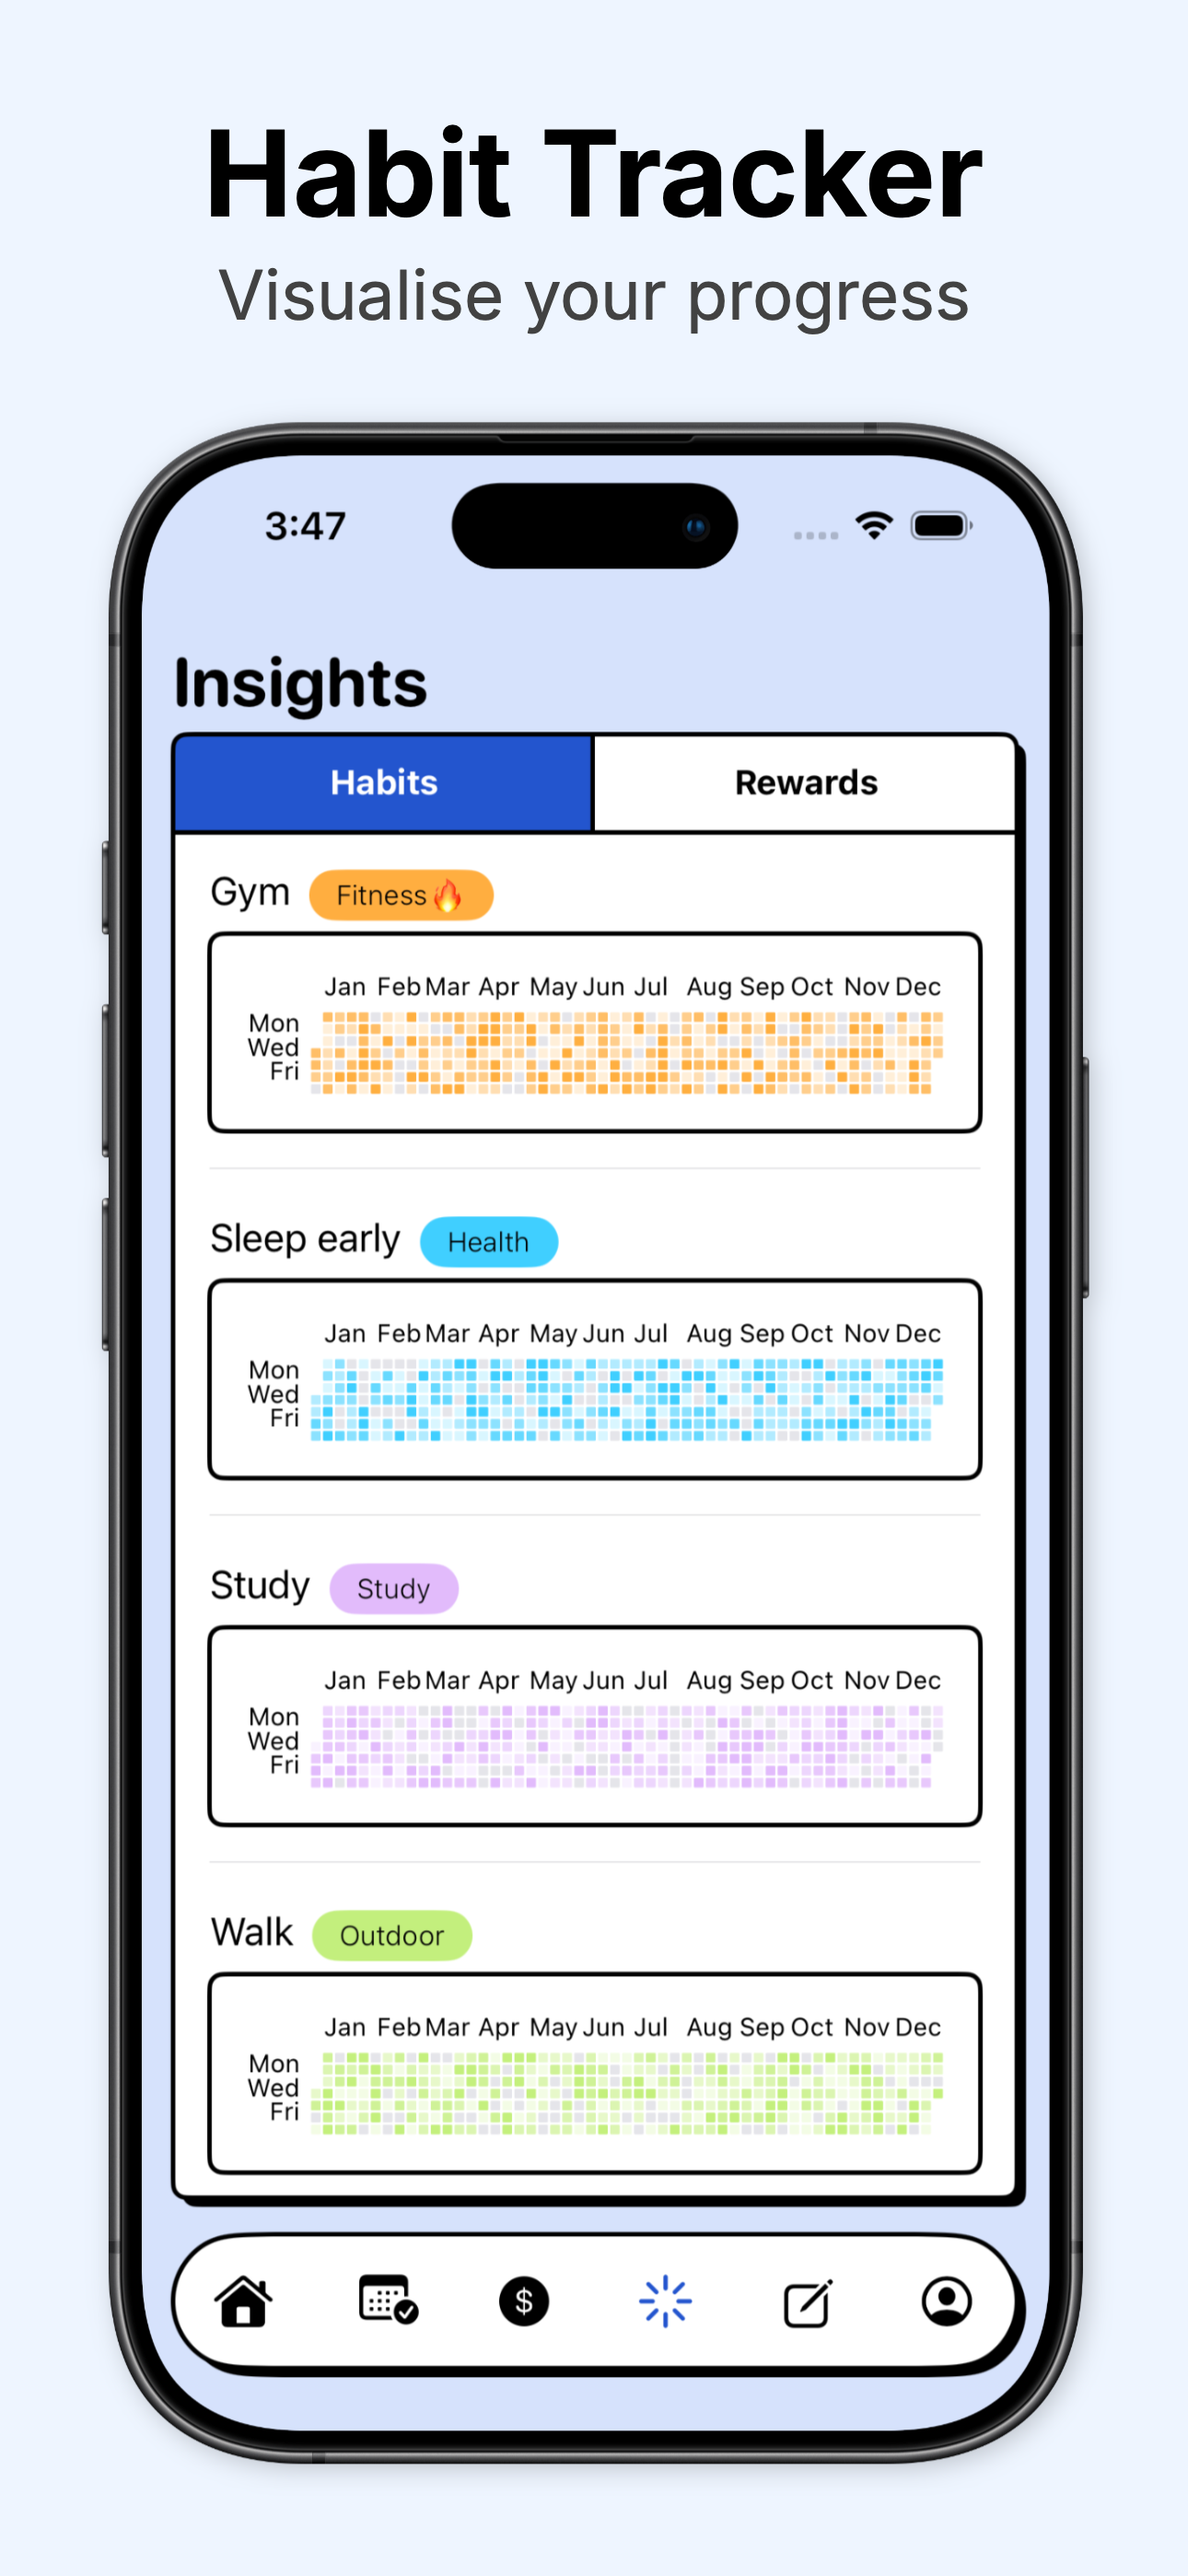 Habit Tracker
Visualise your progress
3:47
Insights
Habits Rewards
Gym Fitness🔥
Jan Feb Mar Apr May Jun Jul Aug Sep Oct Nov Dec
Mon
Wed
Fri
Sleep early Health
Jan Feb Mar Apr May Jun Jul Aug Sep Oct Nov Dec
Mon
Wed
Fri
Study Study
Jan Feb Mar Apr May Jun Jul Aug Sep Oct Nov Dec
Mon
Wed
Fri
Walk Outdoor
Jan Feb Mar Apr May Jun Jul Aug Sep Oct Nov Dec
Mon
Wed
Fri
$